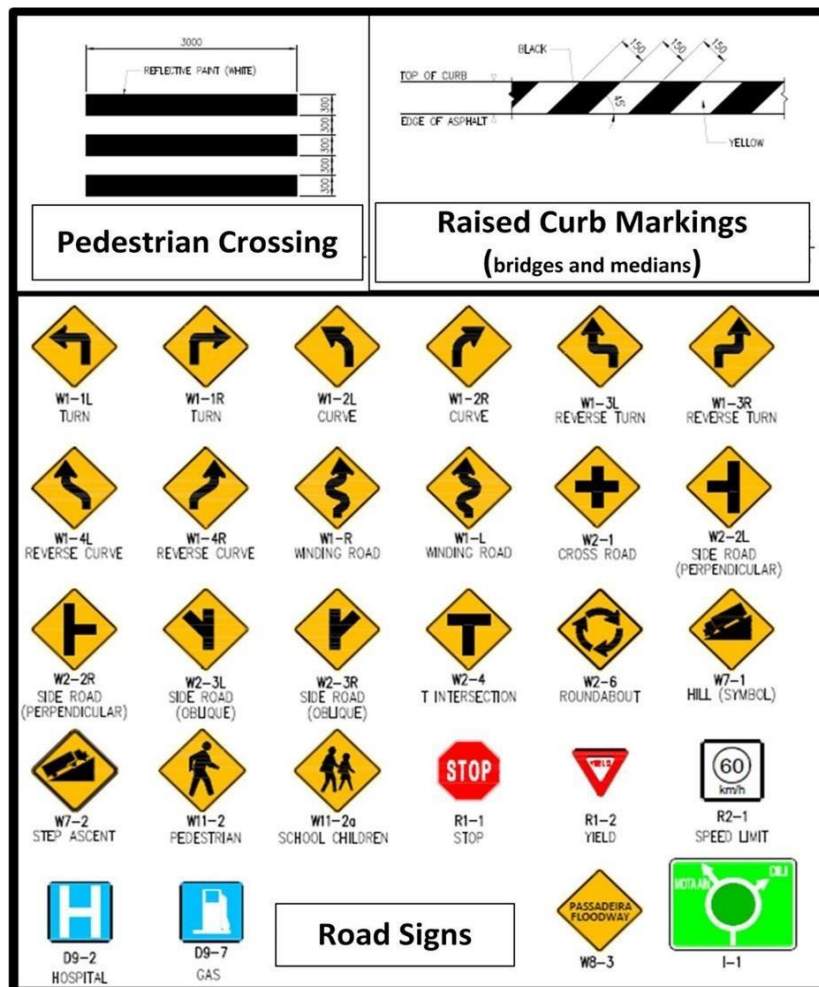 3000
REFLECTIVE PAINT (WHITE)
300
300
300
300
300
Pedestrian Crossing
150
150
150
BLACK
TOP OF CURB
45°
EDGE OF ASPHALT
YELLOW
Raised Curb Markings
(bridges and medians)
W1-1L
TURN
W1-1R
TURN
W1-2L
CURVE
W1-2R
CURVE
W1-3L
REVERSE TURN
W1-3R
REVERSE TURN
W1-4L
REVERSE CURVE
W1-4R
REVERSE CURVE
W1-R
WINDING ROAD
W1-L
WINDING ROAD
W2-1
CROSS ROAD
W2-2L
SIDE ROAD
(PERPENDICULAR)
W2-2R
SIDE ROAD
(PERPENDICULAR)
W2-3L
SIDE ROAD
(OBLIQUE)
W2-3R
SIDE ROAD
(OBLIQUE)
W2-4
T INTERSECTION
W2-6
ROUNDABOUT
W7-1
HILL (SYMBOL)
W7-2
STEP ASCENT
W11-2
PEDESTRIAN
W11-2a
SCHOOL CHILDREN
STOP
R1-1
STOP
R1-2
YIELD
60
km/h
R2-1
SPEED LIMIT
H
D9-2
HOSPITAL
D9-7
GAS
Road Signs
PASSADEIRA
FLOODWAY
W8-3
MOTAAIN
DILI
I-1